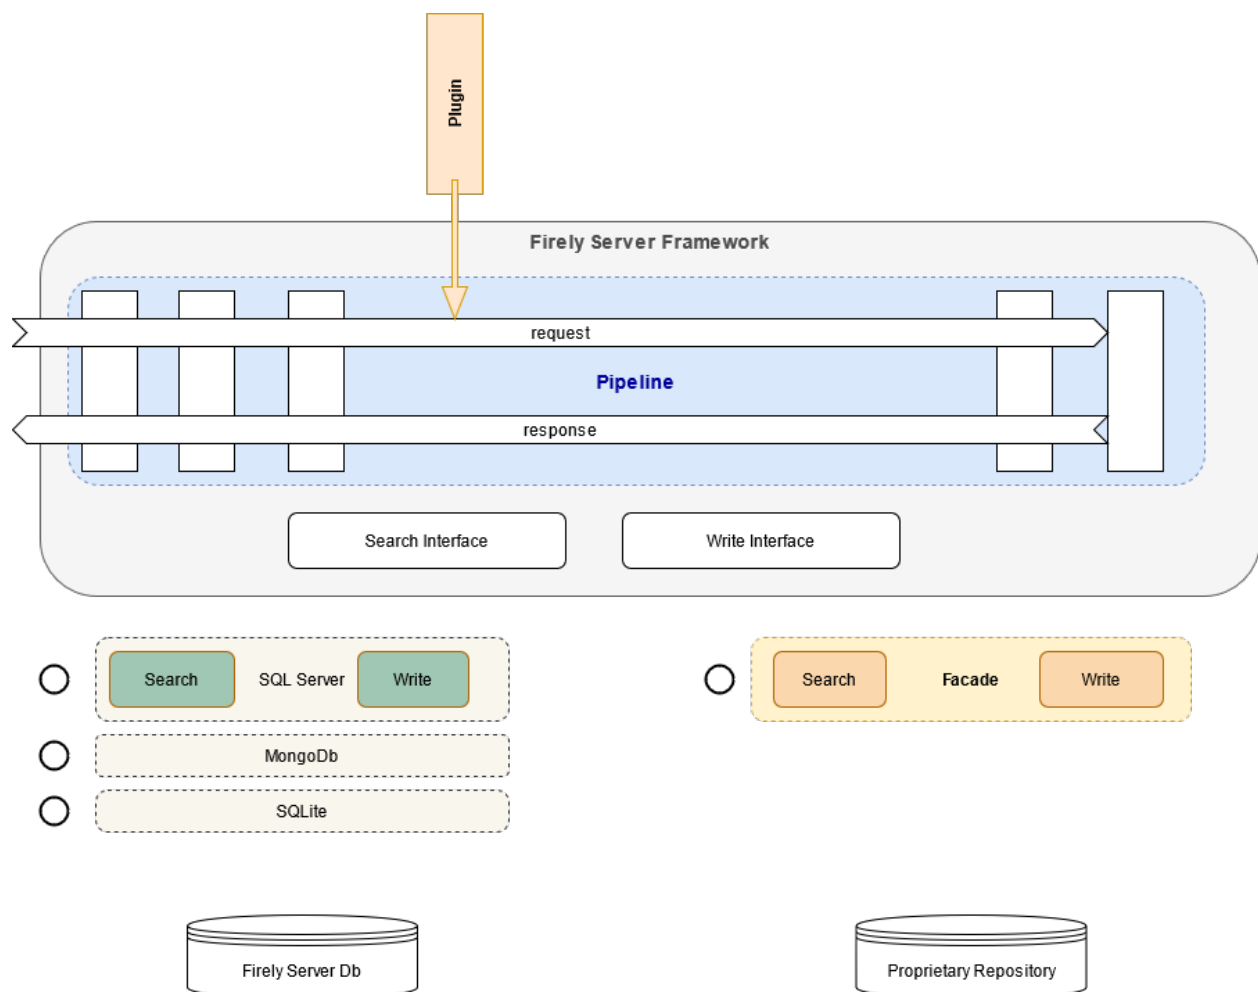 Plugin
Firely Server Framework
request
Pipeline
response
Search Interface
Write Interface
Search
SQL Server
Write
Search
Facade
Write
MongoDb
SQLite
Firely Server Db
Proprietary Repository